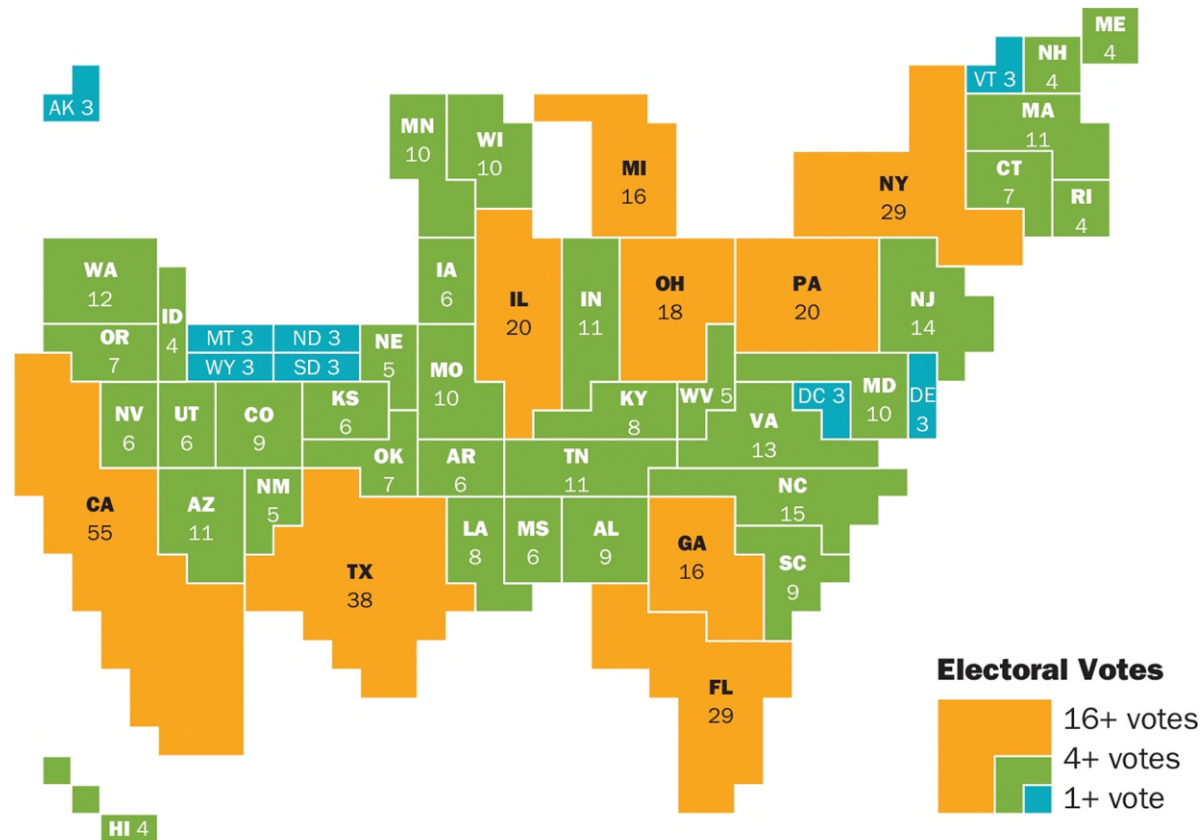 ME
4
NH
4
VT 3
AK 3
MA
11
MN
10
WI
10
MI
16
NY
29
CT
7
RI
4
WA
12
IA
6
IL
20
IN
11
OH
18
PA
20
NJ
14
ID
4
OR
7
MT 3
ND 3
WY 3
SD 3
NE
5
MO
10
KY
8
WV 5
DC 3
MD
10
DE
3
NV
6
UT
6
CO
9
KS
6
VA
13
OK
7
AR
6
TN
11
NC
15
CA
55
AZ
11
NM
5
TX
38
LA
8
MS
6
AL
9
GA
16
SC
9
FL
29
HI 4
Electoral Votes
16+ votes
4+ votes
1+ vote